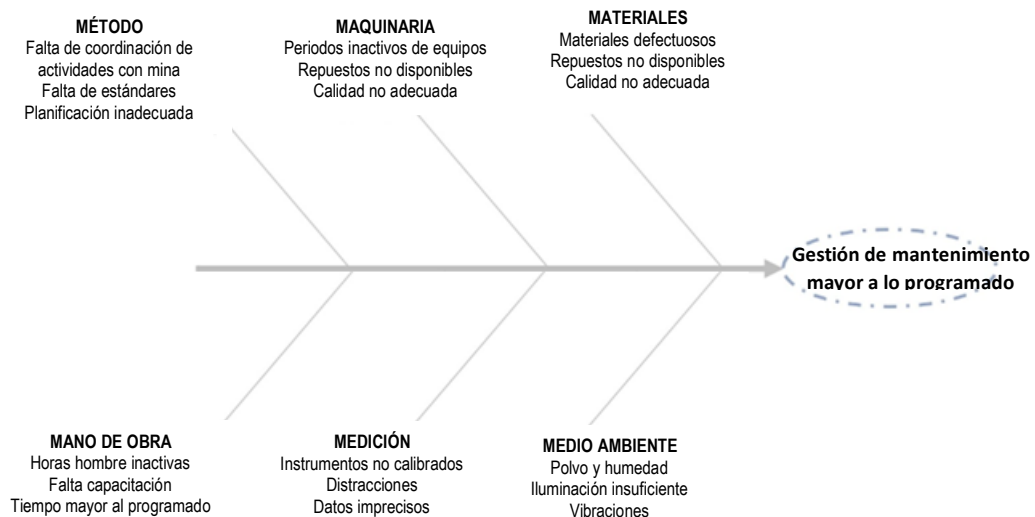 MÉTODO
Falta de coordinación de
actividades con mina
Falta de estándares
Planificación inadecuada
MAQUINARIA
Periodos inactivos de equipos
Repuestos no disponibles
Calidad no adecuada
MATERIALES
Materiales defectuosos
Repuestos no disponibles
Calidad no adecuada
Gestión de mantenimiento
mayor a lo programado
MANO DE OBRA
Horas hombre inactivas
Falta capacitación
Tiempo mayor al programado
MEDICIÓN
Instrumentos no calibrados
Distracciones
Datos imprecisos
MEDIO AMBIENTE
Polvo y humedad
Iluminación insuficiente
Vibraciones